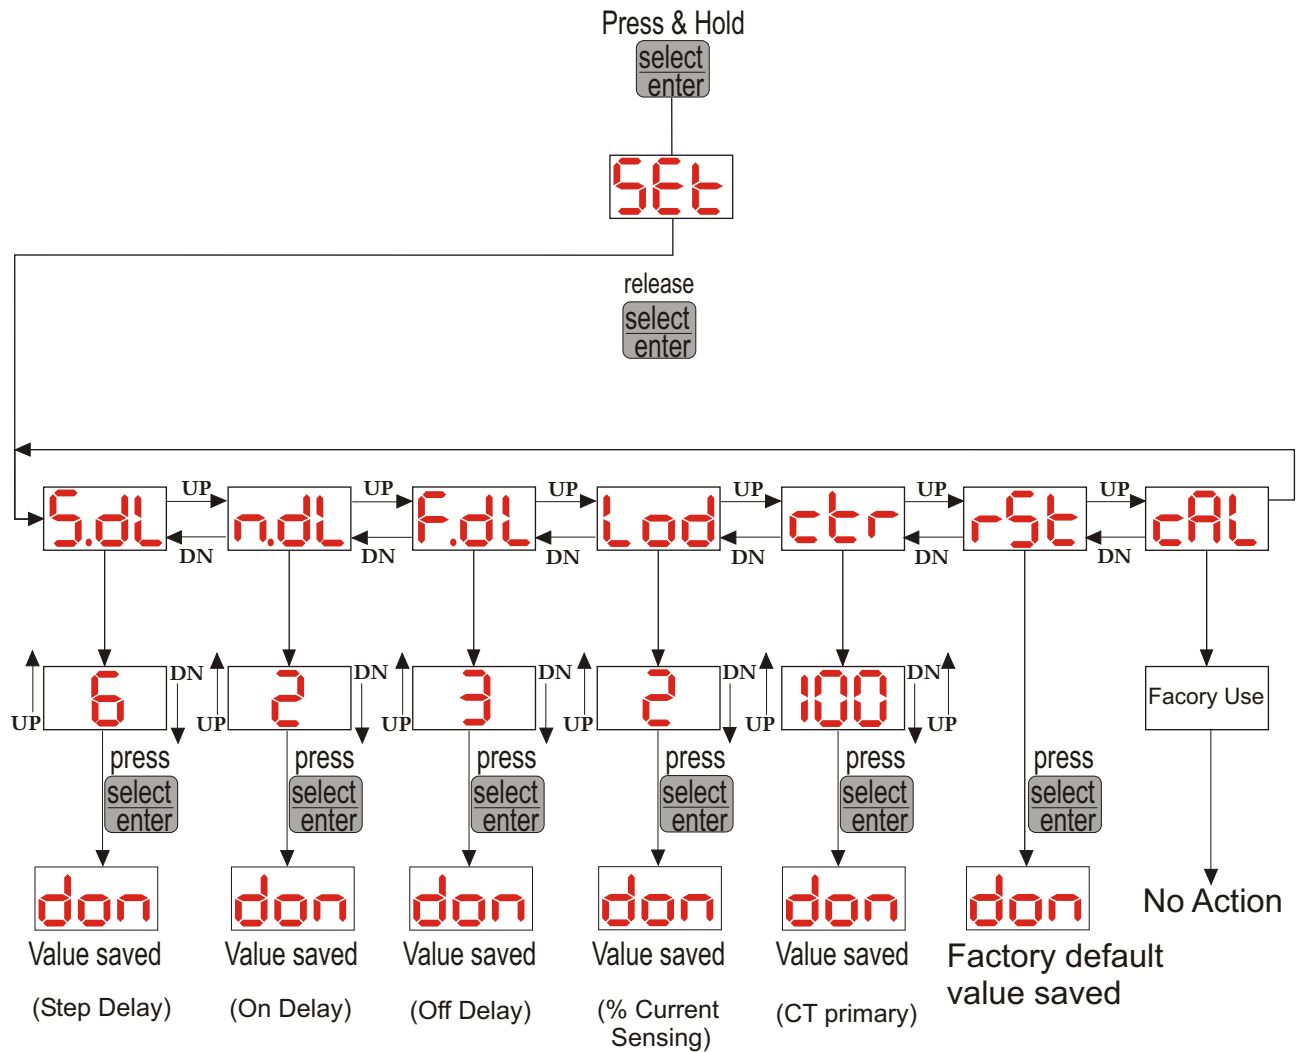 Press & Hold
select
enter
SEt
release
select
enter
S.dL UP DN n.dL UP DN F.dL UP DN Lod UP DN ctr UP DN rSt UP DN cAL
UP 6 DN UP 2 DN UP 3 DN UP 2 DN UP 100 DN UP Facory Use
press press press press press press
select select select select select select
enter enter enter enter enter enter
don don don don don don No Action
Value saved Value saved Value saved Value saved Value saved Factory default
value saved
(Step Delay) (On Delay) (Off Delay) (% Current (CT primary)
Sensing)